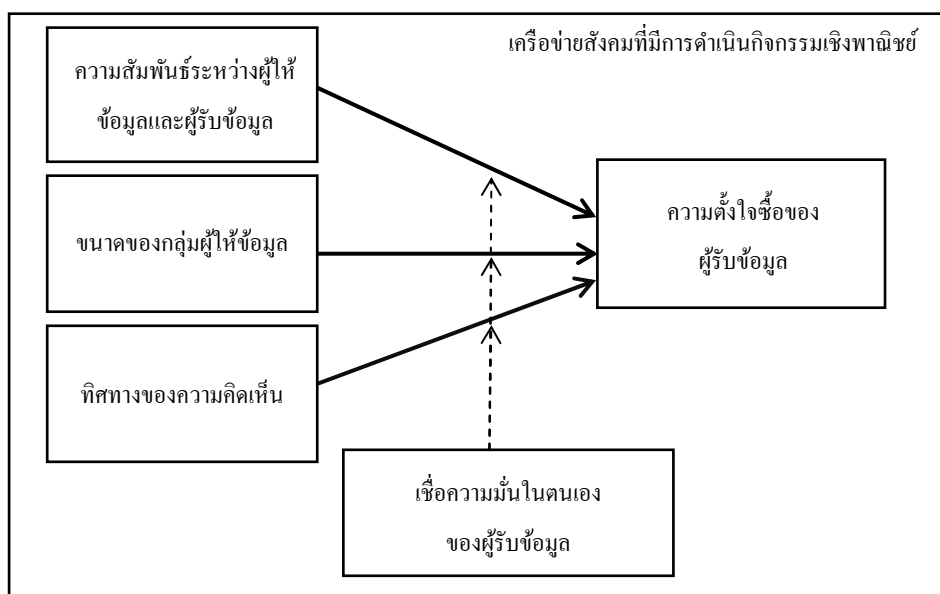 เครือข่ายสังคมที่มีการดำเนินกิจกรรมเชิงพาณิชย์
ความสัมพันธ์ระหว่างผู้ให้
ข้อมูลและผู้รับข้อมูล
ขนาดของกลุ่มผู้ให้ข้อมูล
ทิศทางของความคิดเห็น
ความตั้งใจซื้อของ
ผู้รับข้อมูล
เชื่อความมั่นในตนเอง
ของผู้รับข้อมูล